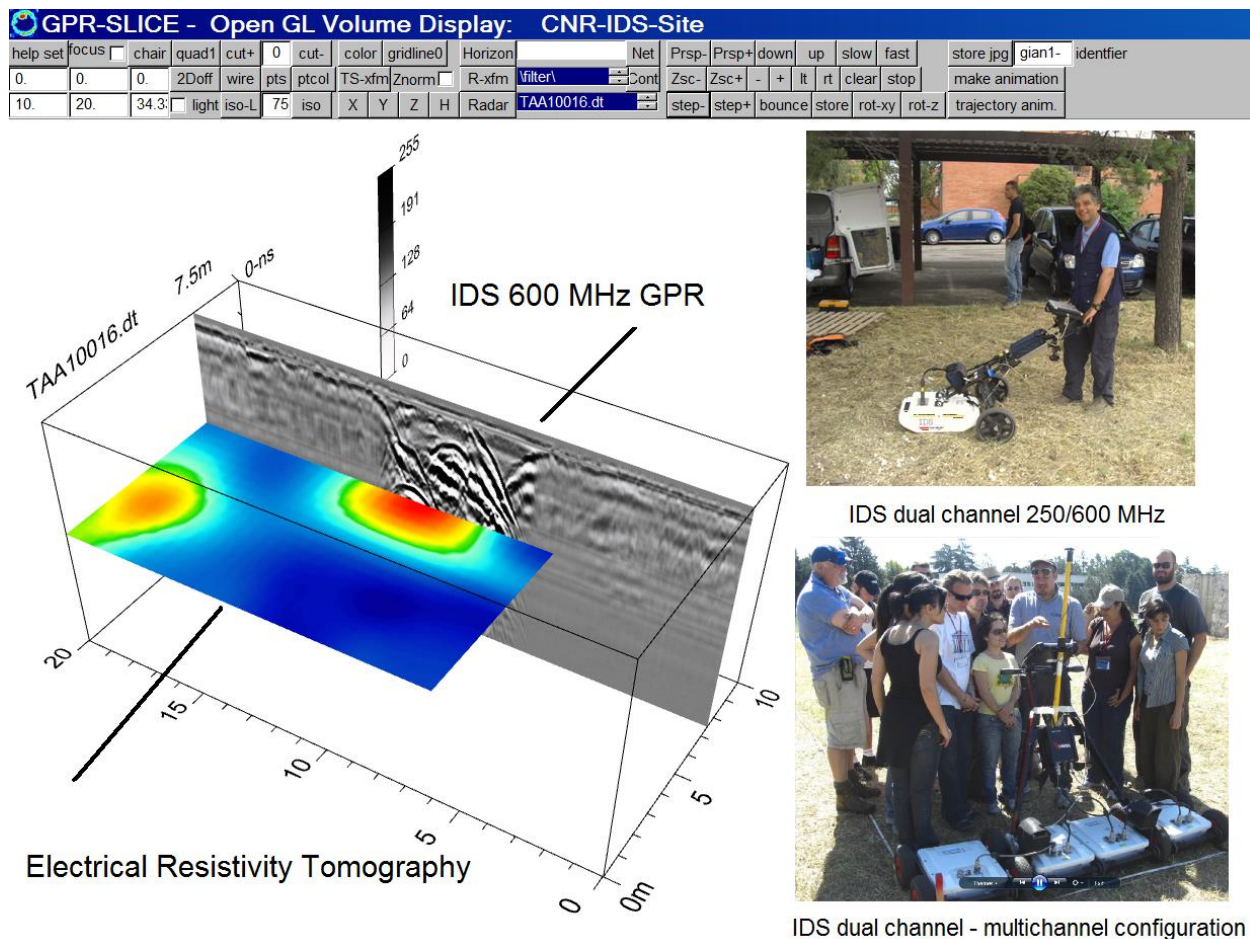 GPR-SLICE - Open GL Volume Display: CNR-IDS-Site
help set focus chair quad1 cut+ 0 cut- color gridline0 Horizon Net Prsp- Prsp+ down up slow fast store jpg gian1- identfier
0. 0. 0. 2Doff wire pts ptcol TS-xfm Znorm R-xfm \filter\ Cont Zsc- Zsc+ - + lt rt clear stop make animation
10. 20. light iso-L 75 iso X Y Z H Radar TAA10016.dt step- step+ bounce store rot-xy rot-z trajectory anim.
255
191
128
64
0
0-ns
7.5m
TAA10016.dt
IDS 600 MHz GPR
20
15
10
5
0
0m
5
10
Electrical Resistivity Tomography
IDS
IDS dual channel 250/600 MHz
IDS dual channel - multichannel configuration